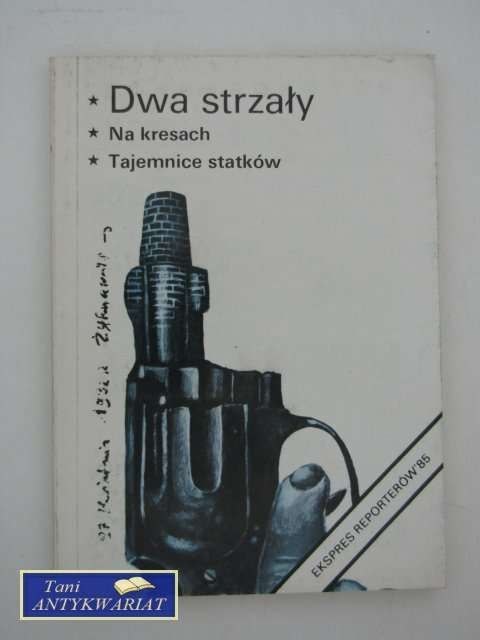 ★ Dwa strzały
★ Na kresach
★ Tajemnice statków
EKSPRES REPORTERÓW'85
Tani
ANTYKWARIAT